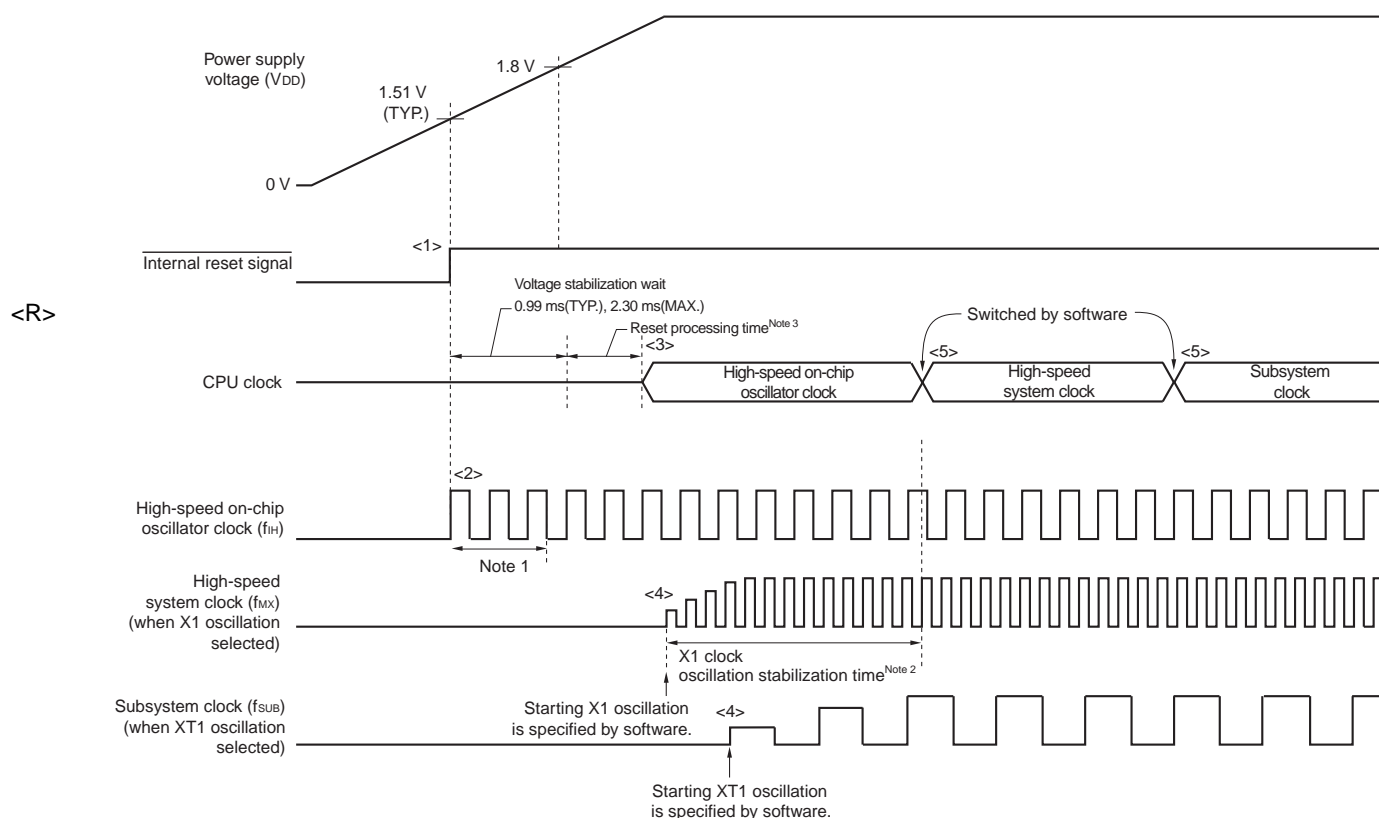 Power supply
voltage (VDD)
1.8 V
1.51 V
(TYP.)
0 V
<1>
Internal reset signal
<R>
Voltage stabilization wait
0.99 ms(TYP.), 2.30 ms(MAX.)
Reset processing timeNote 3
Switched by software
<3>
<5>
<5>
CPU clock
High-speed on-chip
oscillator clock
High-speed
system clock
Subsystem
clock
<2>
High-speed on-chip
oscillator clock (fIH)
Note 1
High-speed
system clock (fMX)
(when X1 oscillation
selected)
<4>
X1 clock
oscillation stabilization timeNote 2
Starting X1 oscillation
is specified by software.
Subsystem clock (fSUB)
(when XT1 oscillation
selected)
<4>
Starting XT1 oscillation
is specified by software.